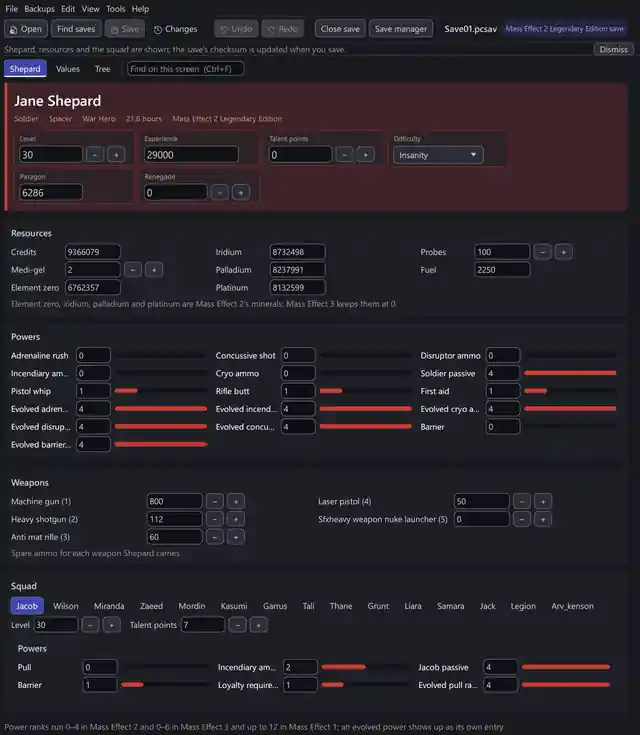 File Backups Edit View Tools Help
Open Find saves Save Changes Undo Redo Close save Save manager Save01.pcsav Mass Effect 2 Legendary Edition save
Shepard, resources and the squad are shown; the save's checksum is updated when you save. Dismiss
Shepard Values Tree Find on this screen (Ctrl+F)
Jane Shepard
Soldier Spacer War Hero 21.6 hours Mass Effect 2 Legendary Edition
Level Experience Talent points Difficulty
30 − + 29000 0 − + Insanity
Paragon Renegade
6286 0 − +
Resources
Credits 9366079 Iridium 8732498 Probes 100 − +
Medi-gel 2 − + Palladium 8237991 Fuel 2250
Element zero 6762357 Platinum 8132599
Element zero, iridium, palladium and platinum are Mass Effect 2's minerals; Mass Effect 3 keeps them at 0.
Powers
Adrenaline rush 0 Concussive shot 0 Disruptor ammo 0
Incendiary am... 0 Cryo ammo 0 Soldier passive 4
Pistol whip 1 Rifle butt 1 First aid 1
Evolved adren... 4 Evolved incend... 4 Evolved cryo a... 4
Evolved disrup... 4 Evolved concu... 4 Barrier 0
Evolved barrier... 4
Weapons
Machine gun (1) 800 − + Laser pistol (4) 50 − +
Heavy shotgun (2) 112 − + Sfxheavy weapon nuke launcher (5) 0 − +
Anti mat rifle (3) 60 − +
Spare ammo for each weapon Shepard carries.
Squad
Jacob Wilson Miranda Zaeed Mordin Kasumi Garrus Tali Thane Grunt Liara Samara Jack Legion Arv_kenson
Level 30 − + Talent points 7 − +
Powers
Pull 0 Incendiary am... 2 Jacob passive 4
Barrier 1 Loyalty require... 1 Evolved pull ra... 4
Power ranks run 0–4 in Mass Effect 2 and 0–6 in Mass Effect 3 and up to 12 in Mass Effect 1; an evolved power shows up as its own entry